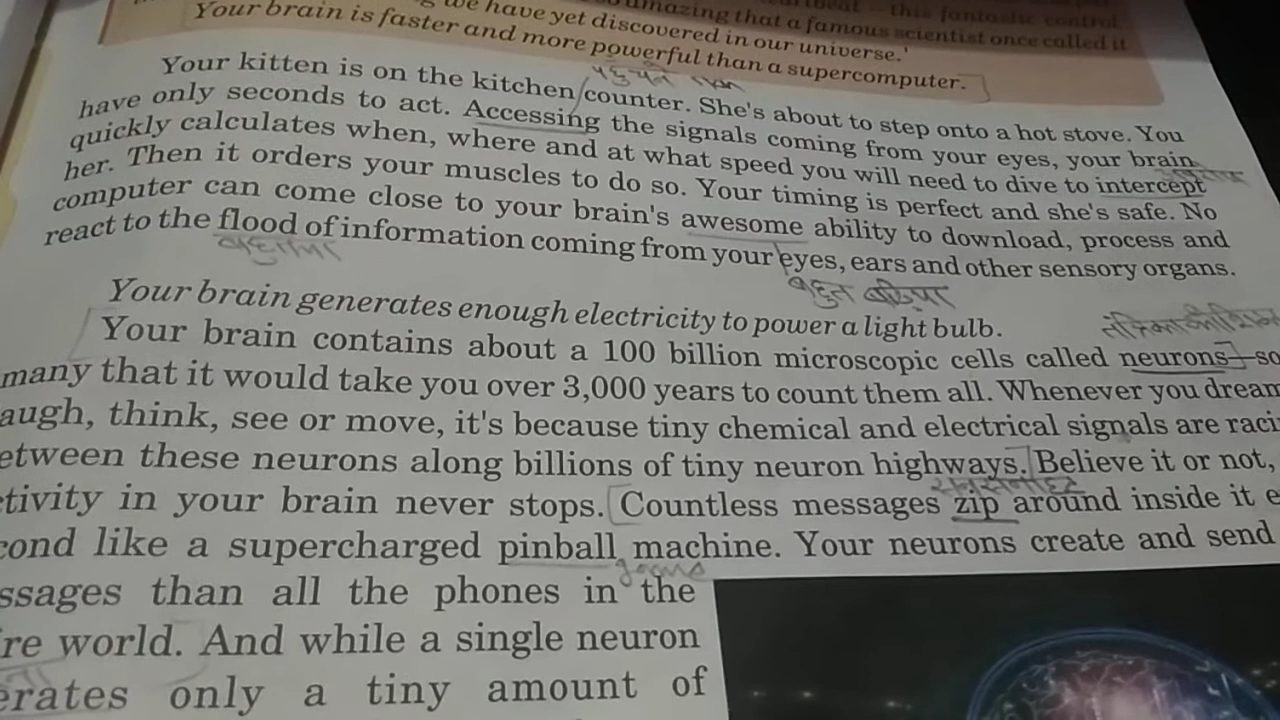 this fantastic control
we have yet discovered in our universe.'
amazing that a famous scientist once called it
Your brain is faster and more powerful than a supercomputer.
Your kitten is on the kitchen counter. She's about to step onto a hot stove. You
have only seconds to act. Accessing the signals coming from your eyes, your brain
quickly calculates when, where and at what speed you will need to dive to intercept
her. Then it orders your muscles to do so. Your timing is perfect and she's safe. No
computer can come close to your brain's awesome ability to download, process and
react to the flood of information coming from your eyes, ears and other sensory organs.
बहुत बढ़िया
Your brain generates enough electricity to power a light bulb.
Your brain contains about a 100 billion microscopic cells called neurons—so
many that it would take you over 3,000 years to count them all. Whenever you dream
augh, think, see or move, it's because tiny chemical and electrical signals are raci
etween these neurons along billions of tiny neuron highways. Believe it or not,
tivity in your brain never stops. Countless messages zip around inside it e
cond like a supercharged pinball machine. Your neurons create and send
ssages than all the phones in the
re world. And while a single neuron
erates only a tiny amount of